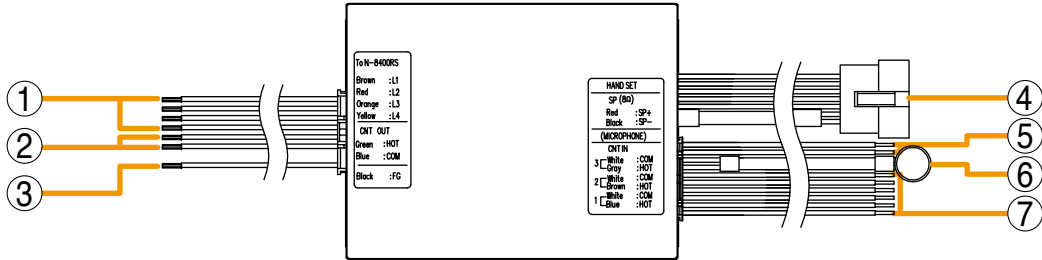 1
2
3
To N-8400RS
Brown :L1
Red :L2
Orange :L3
Yellow :L4
CNT OUT
Green :HOT
Blue :COM
Black :FG
HAND SET
SP (8Ω)
Red :SP+
Black :SP-
(MICROPHONE)
CNT IN
3 White :COM
Gray :HOT
2 White :COM
Brown :HOT
1 White :COM
Blue :HOT
4
5
6
7